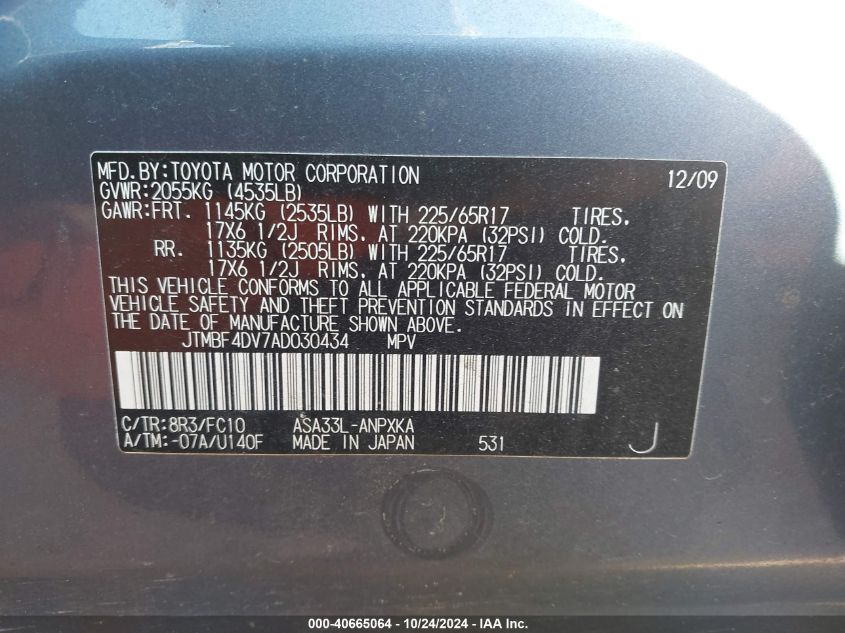 MFD.BY:TOYOTA MOTOR CORPORATION 12/09
GVWR:2055KG (4535LB)
GAWR:FRT. 1145KG (2535LB) WITH 225/65R17 TIRES.
17X6 1/2J RIMS. AT 220KPA (32PSI) COLD.
RR. 1135KG (2505LB) WITH 225/65R17 TIRES.
17X6 1/2J RIMS. AT 220KPA (32PSI) COLD.
THIS VEHICLE CONFORMS TO ALL APPLICABLE FEDERAL MOTOR
VEHICLE SAFETY AND THEFT PREVENTION STANDARDS IN EFFECT ON
THE DATE OF MANUFACTURE SHOWN ABOVE.
JTMBF4DV7AD030434 MPV
C/TR:8R3/FC10 ASA33L-ANPXKA
A/TM:-07A/U140F MADE IN JAPAN 531 J
000-40665064 - 10/24/2024 - IAA Inc.